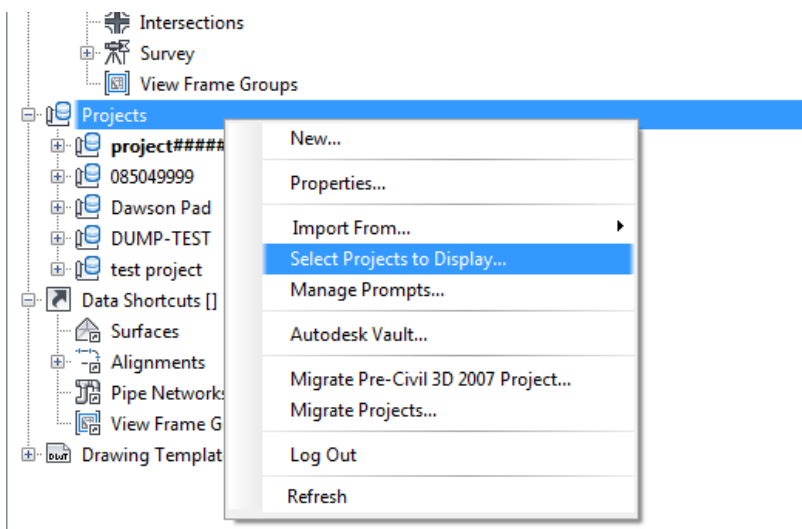 Intersections
Survey
View Frame Groups
Projects
project#####
085049999
Dawson Pad
DUMP-TEST
test project
Data Shortcuts []
Surfaces
Alignments
Pipe Networks
View Frame G
Drawing Templat
New...
Properties...
Import From...
Select Projects to Display...
Manage Prompts...
Autodesk Vault...
Migrate Pre-Civil 3D 2007 Project...
Migrate Projects...
Log Out
Refresh